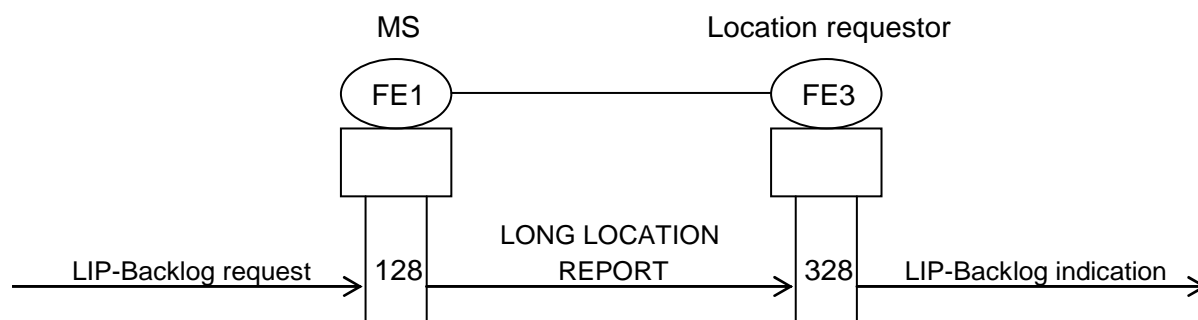 MS
Location requestor
FE1
FE3
LONG LOCATION
REPORT
LIP-Backlog request
128
328
LIP-Backlog indication